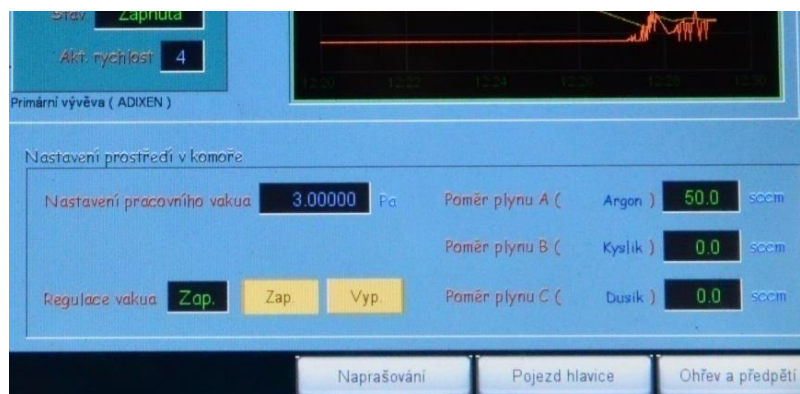 Stav Zapnuta
Akt. rychlost 4
12:20 12:22 12:24 12:26 12:28 12:30
Primární vývěva ( ADIXEN )
Nastavení prostředí v komoře
Nastavení pracovního vakua 3.00000 Pa Poměr plynu A ( Argon ) 50.0 sccm
Poměr plynu B ( Kyslik ) 0.0 sccm
Regulace vakua Zap. Zap. Vyp. Poměr plynu C ( Dusik ) 0.0 sccm
Naprašování Pojezd hlavice Ohřev a předpětí